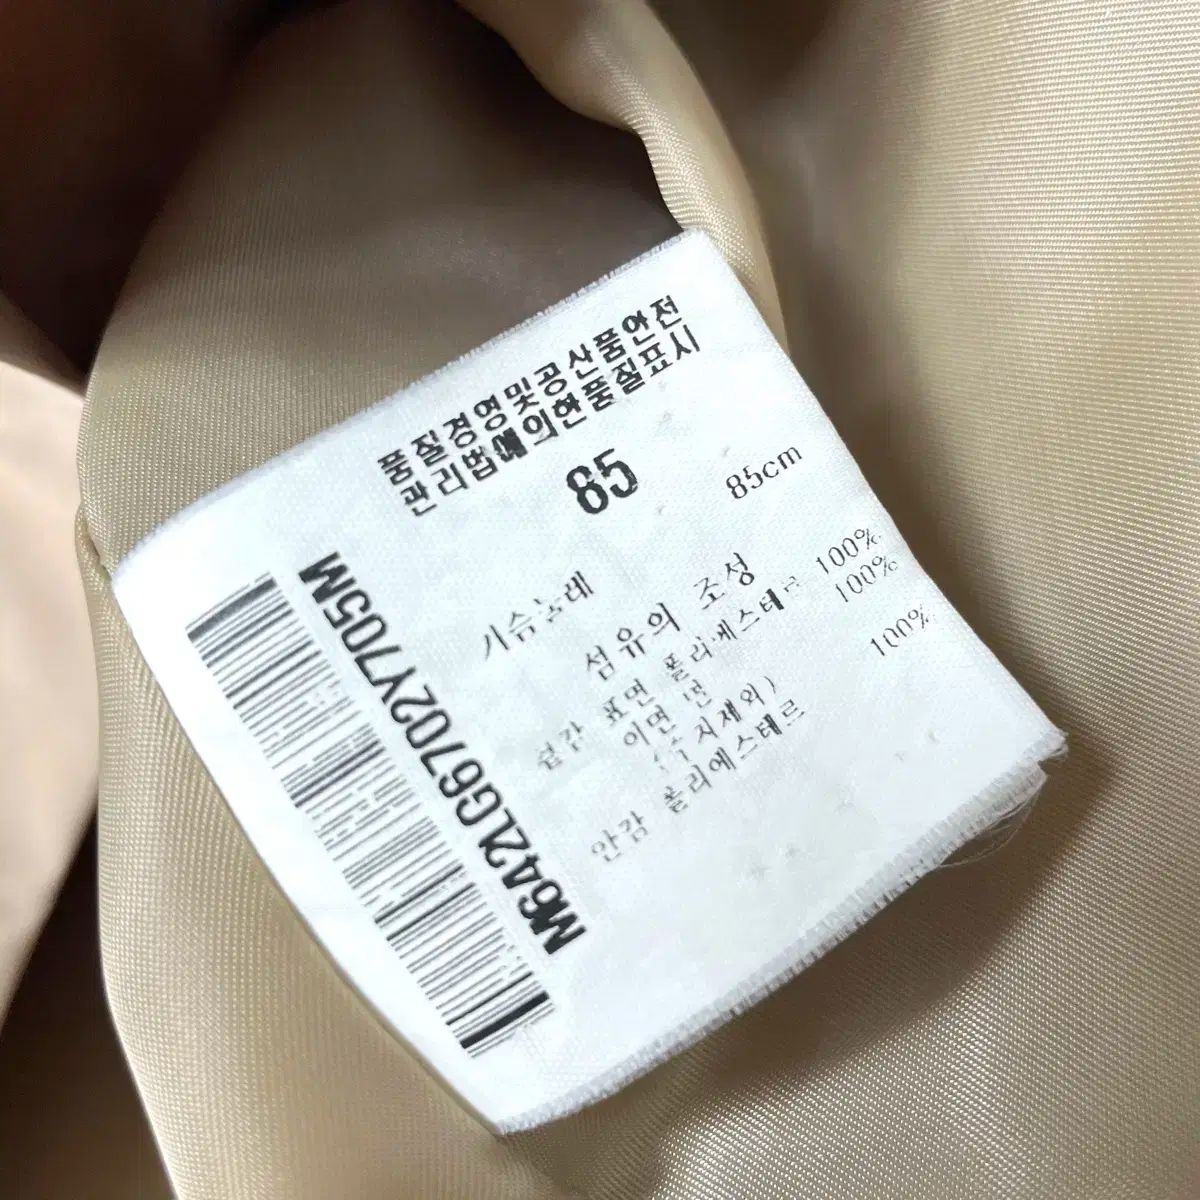 품질경영및공산품안전
관리법에의한품질표시
85
가슴둘레 85cm
섬유의 조성
겉감 표면 폴리에스테르 100%
이면 면 100%
(파일제외)
안감 폴리에스테르 100%
M642LG6702Y705M